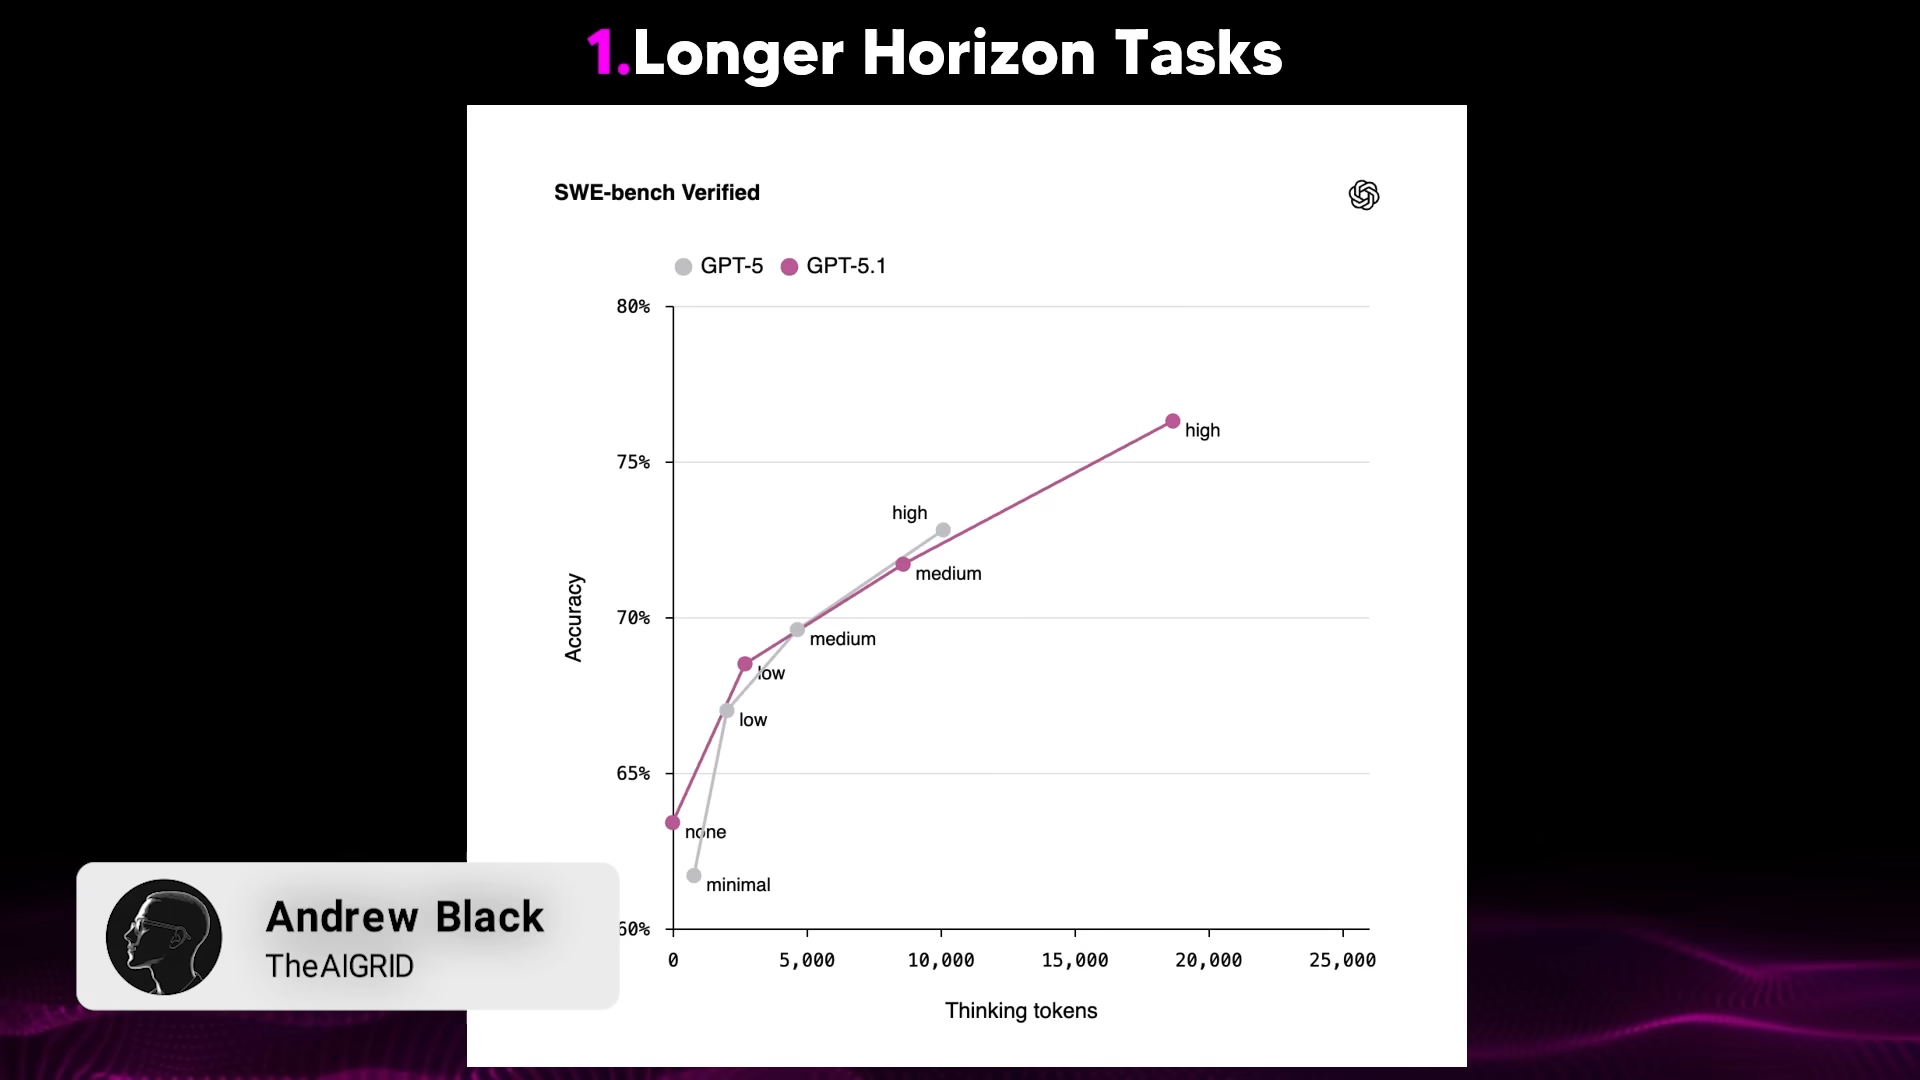 1.Longer Horizon Tasks
SWE-bench Verified
GPT-5 GPT-5.1
80%
75%
70%
65%
60%
Accuracy
high
high
medium
medium
low
low
none
minimal
0 5,000 10,000 15,000 20,000 25,000
Thinking tokens
Andrew Black
TheAIGRID